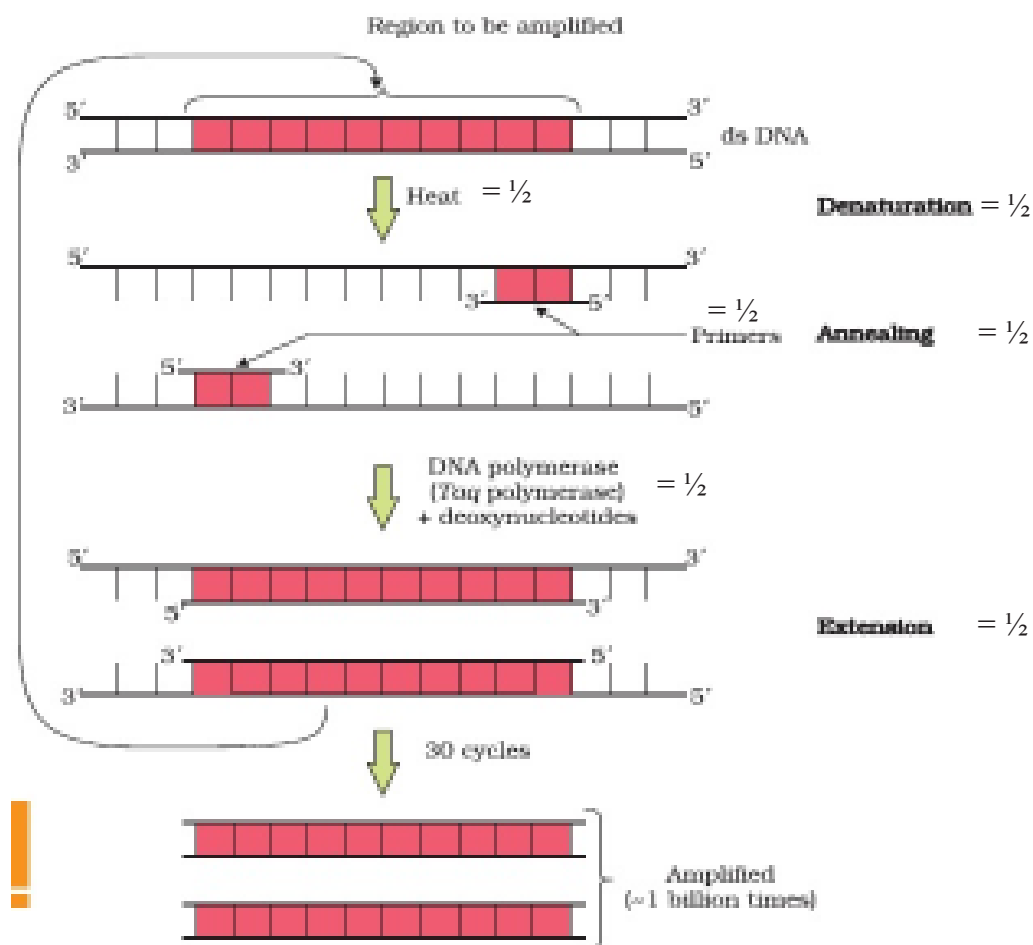 Region to be amplified
5′ 3′
ds DNA
3′ 5′
Heat = ½
Denaturation = ½
5′ 3′
3′ 5′
= ½
Primers Annealing = ½
5′ 3′
3′ 5′
DNA polymerase
(Taq polymerase) = ½
+ deoxynucleotides
5′ 3′
5′ 3′
Extension = ½
3′ 5′
3′ 5′
30 cycles
Amplified
(~1 billion times)